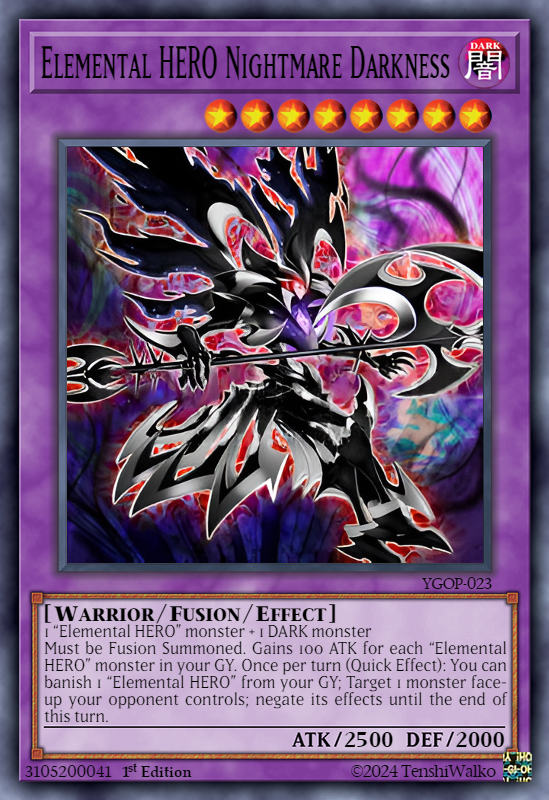 Elemental HERO Nightmare Darkness
DARK
闇
YGOP-023
[Warrior/Fusion/Effect]
1 “Elemental HERO” monster + 1 DARK monster
Must be Fusion Summoned. Gains 100 ATK for each “Elemental
HERO” monster in your GY. Once per turn (Quick Effect): You can
banish 1 “Elemental HERO” from your GY; Target 1 monster face-
up your opponent controls; negate its effects until the end of
this turn.
ATK/2500 DEF/2000
3105200041 1st Edition ©2024 TenshiWalko